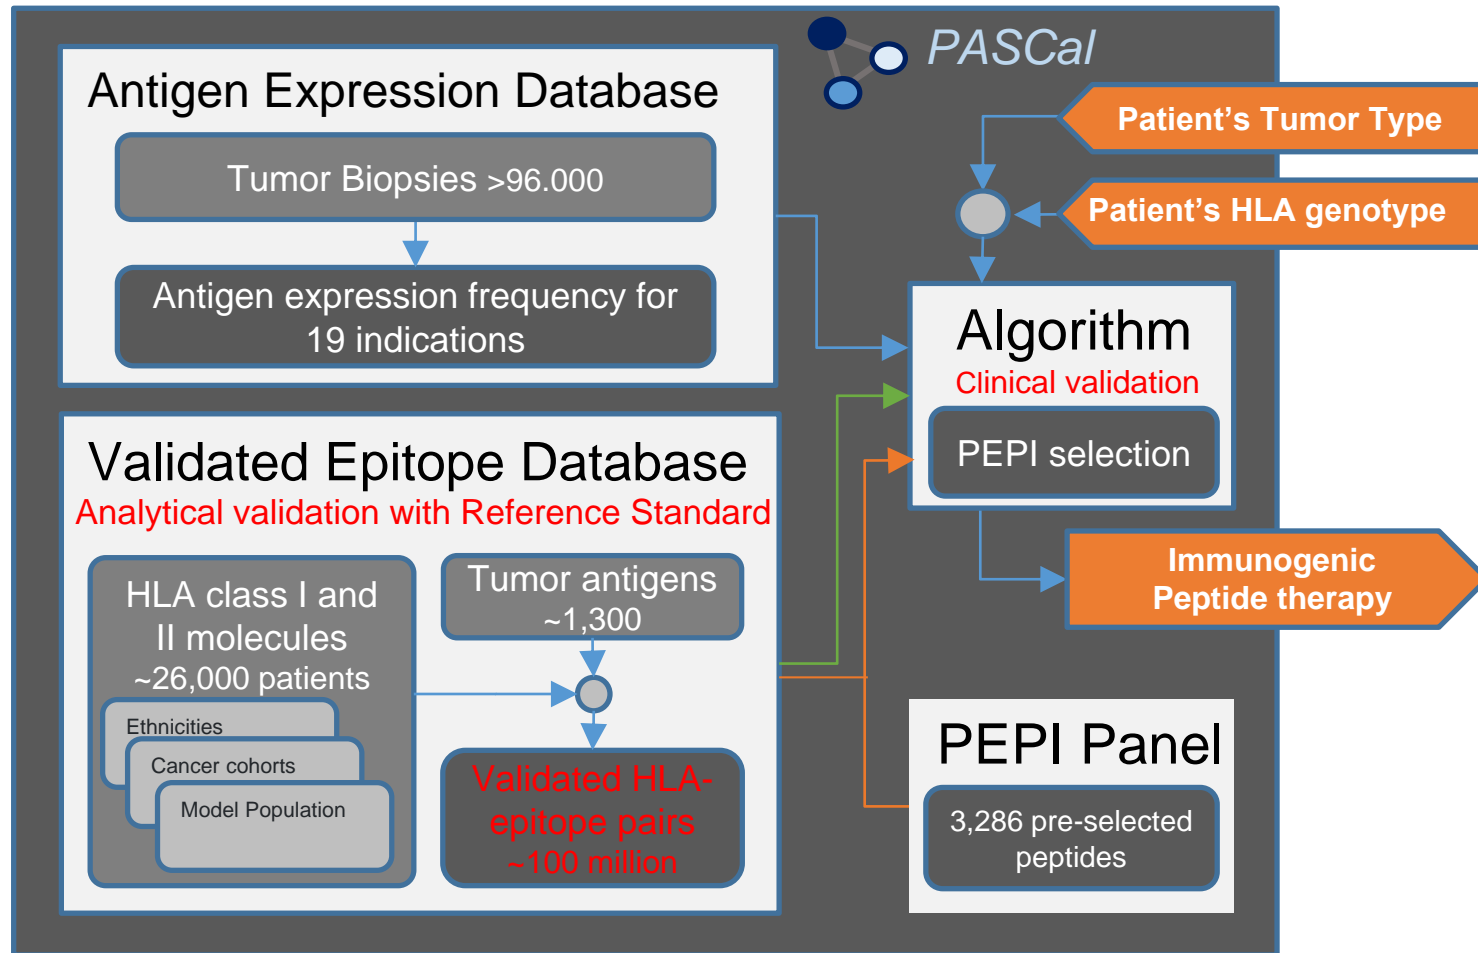 PASCal
Antigen Expression Database
Tumor Biopsies >96.000
Antigen expression frequency for
19 indications
Patient's Tumor Type
Patient's HLA genotype
Algorithm
Clinical validation
PEPI selection
Validated Epitope Database
Analytical validation with Reference Standard
HLA class I and
II molecules
~26,000 patients
Ethnicities
Cancer cohorts
Model Population
Tumor antigens
~1,300
Validated HLA-
epitope pairs
~100 million
Immunogenic
Peptide therapy
PEPI Panel
3,286 pre-selected
peptides